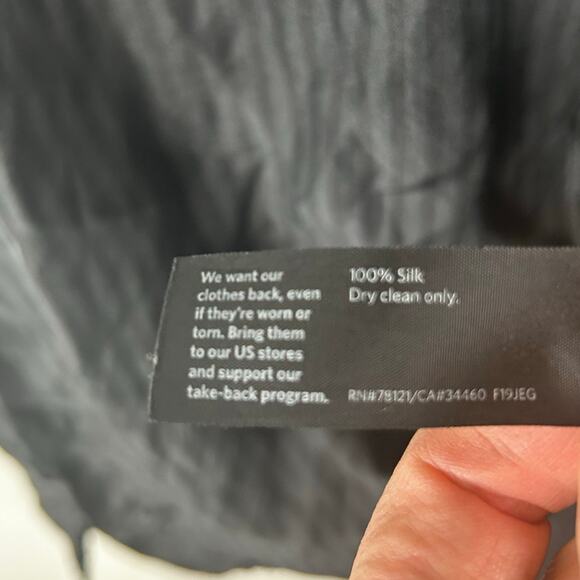 We want our
clothes back, even
if they're worn or
torn. Bring them
to our US stores
and support our
take-back program.
100% Silk
Dry clean only.
RN#78121/CA#34460 F19JEG